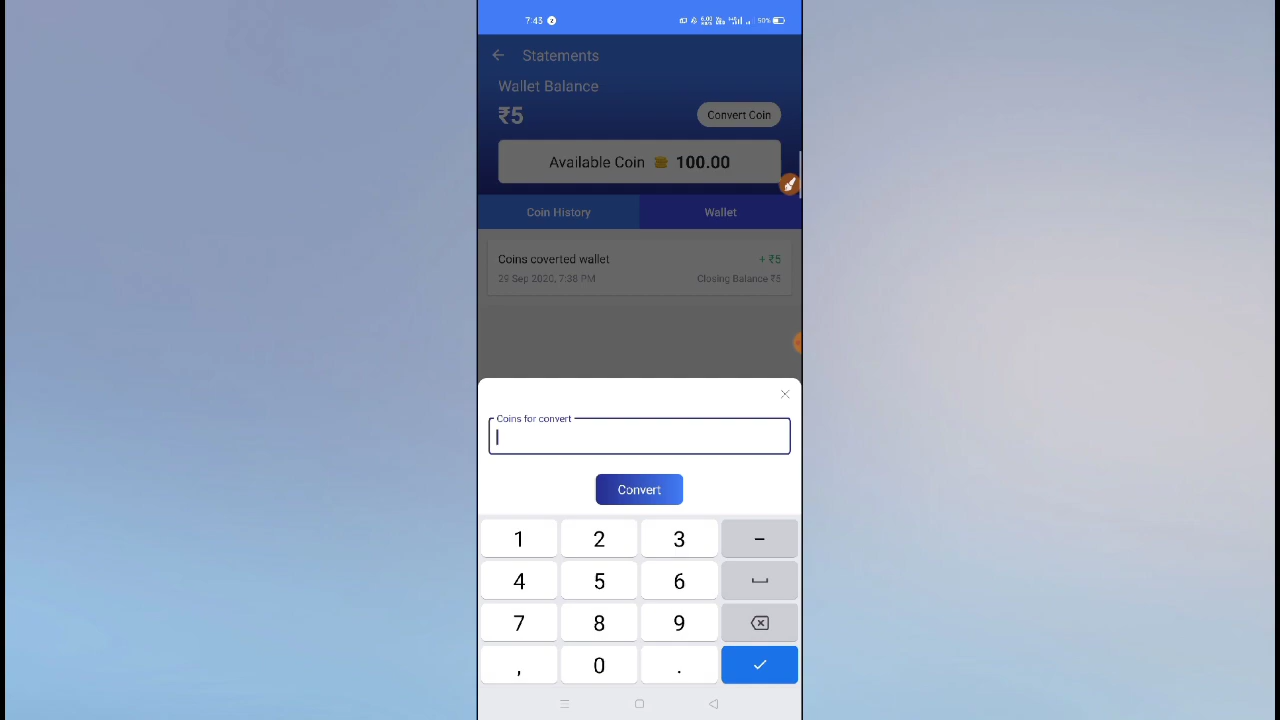 7:43
50%
Statements
Wallet Balance
₹5
Convert Coin
Available Coin 100.00
Coin History
Wallet
Coins coverted wallet
+ ₹5
29 Sep 2020, 7:38 PM
Closing Balance ₹5
Coins for convert
Convert
1 2 3 –
4 5 6
7 8 9
, 0 .